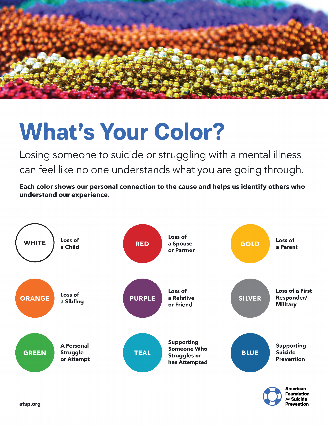 What's Your Color?
Losing someone to suicide or struggling with a mental illness
can feel like no one understands what you are going through.
Each color shows our personal connection to the cause and helps us identify others who
understand our experience.
WHITE
Loss of
a Child
RED
Loss of
a Spouse
or Partner
GOLD
Loss of
a Parent
ORANGE
Loss of
a Sibling
PURPLE
Loss of
a Relative
or Friend
SILVER
Loss of a First
Responder/
Military
GREEN
A Personal
Struggle
or Attempt
TEAL
Supporting
Someone Who
Struggles or
has Attempted
BLUE
Supporting
Suicide
Prevention
afsp.org
American
Foundation
for Suicide
Prevention